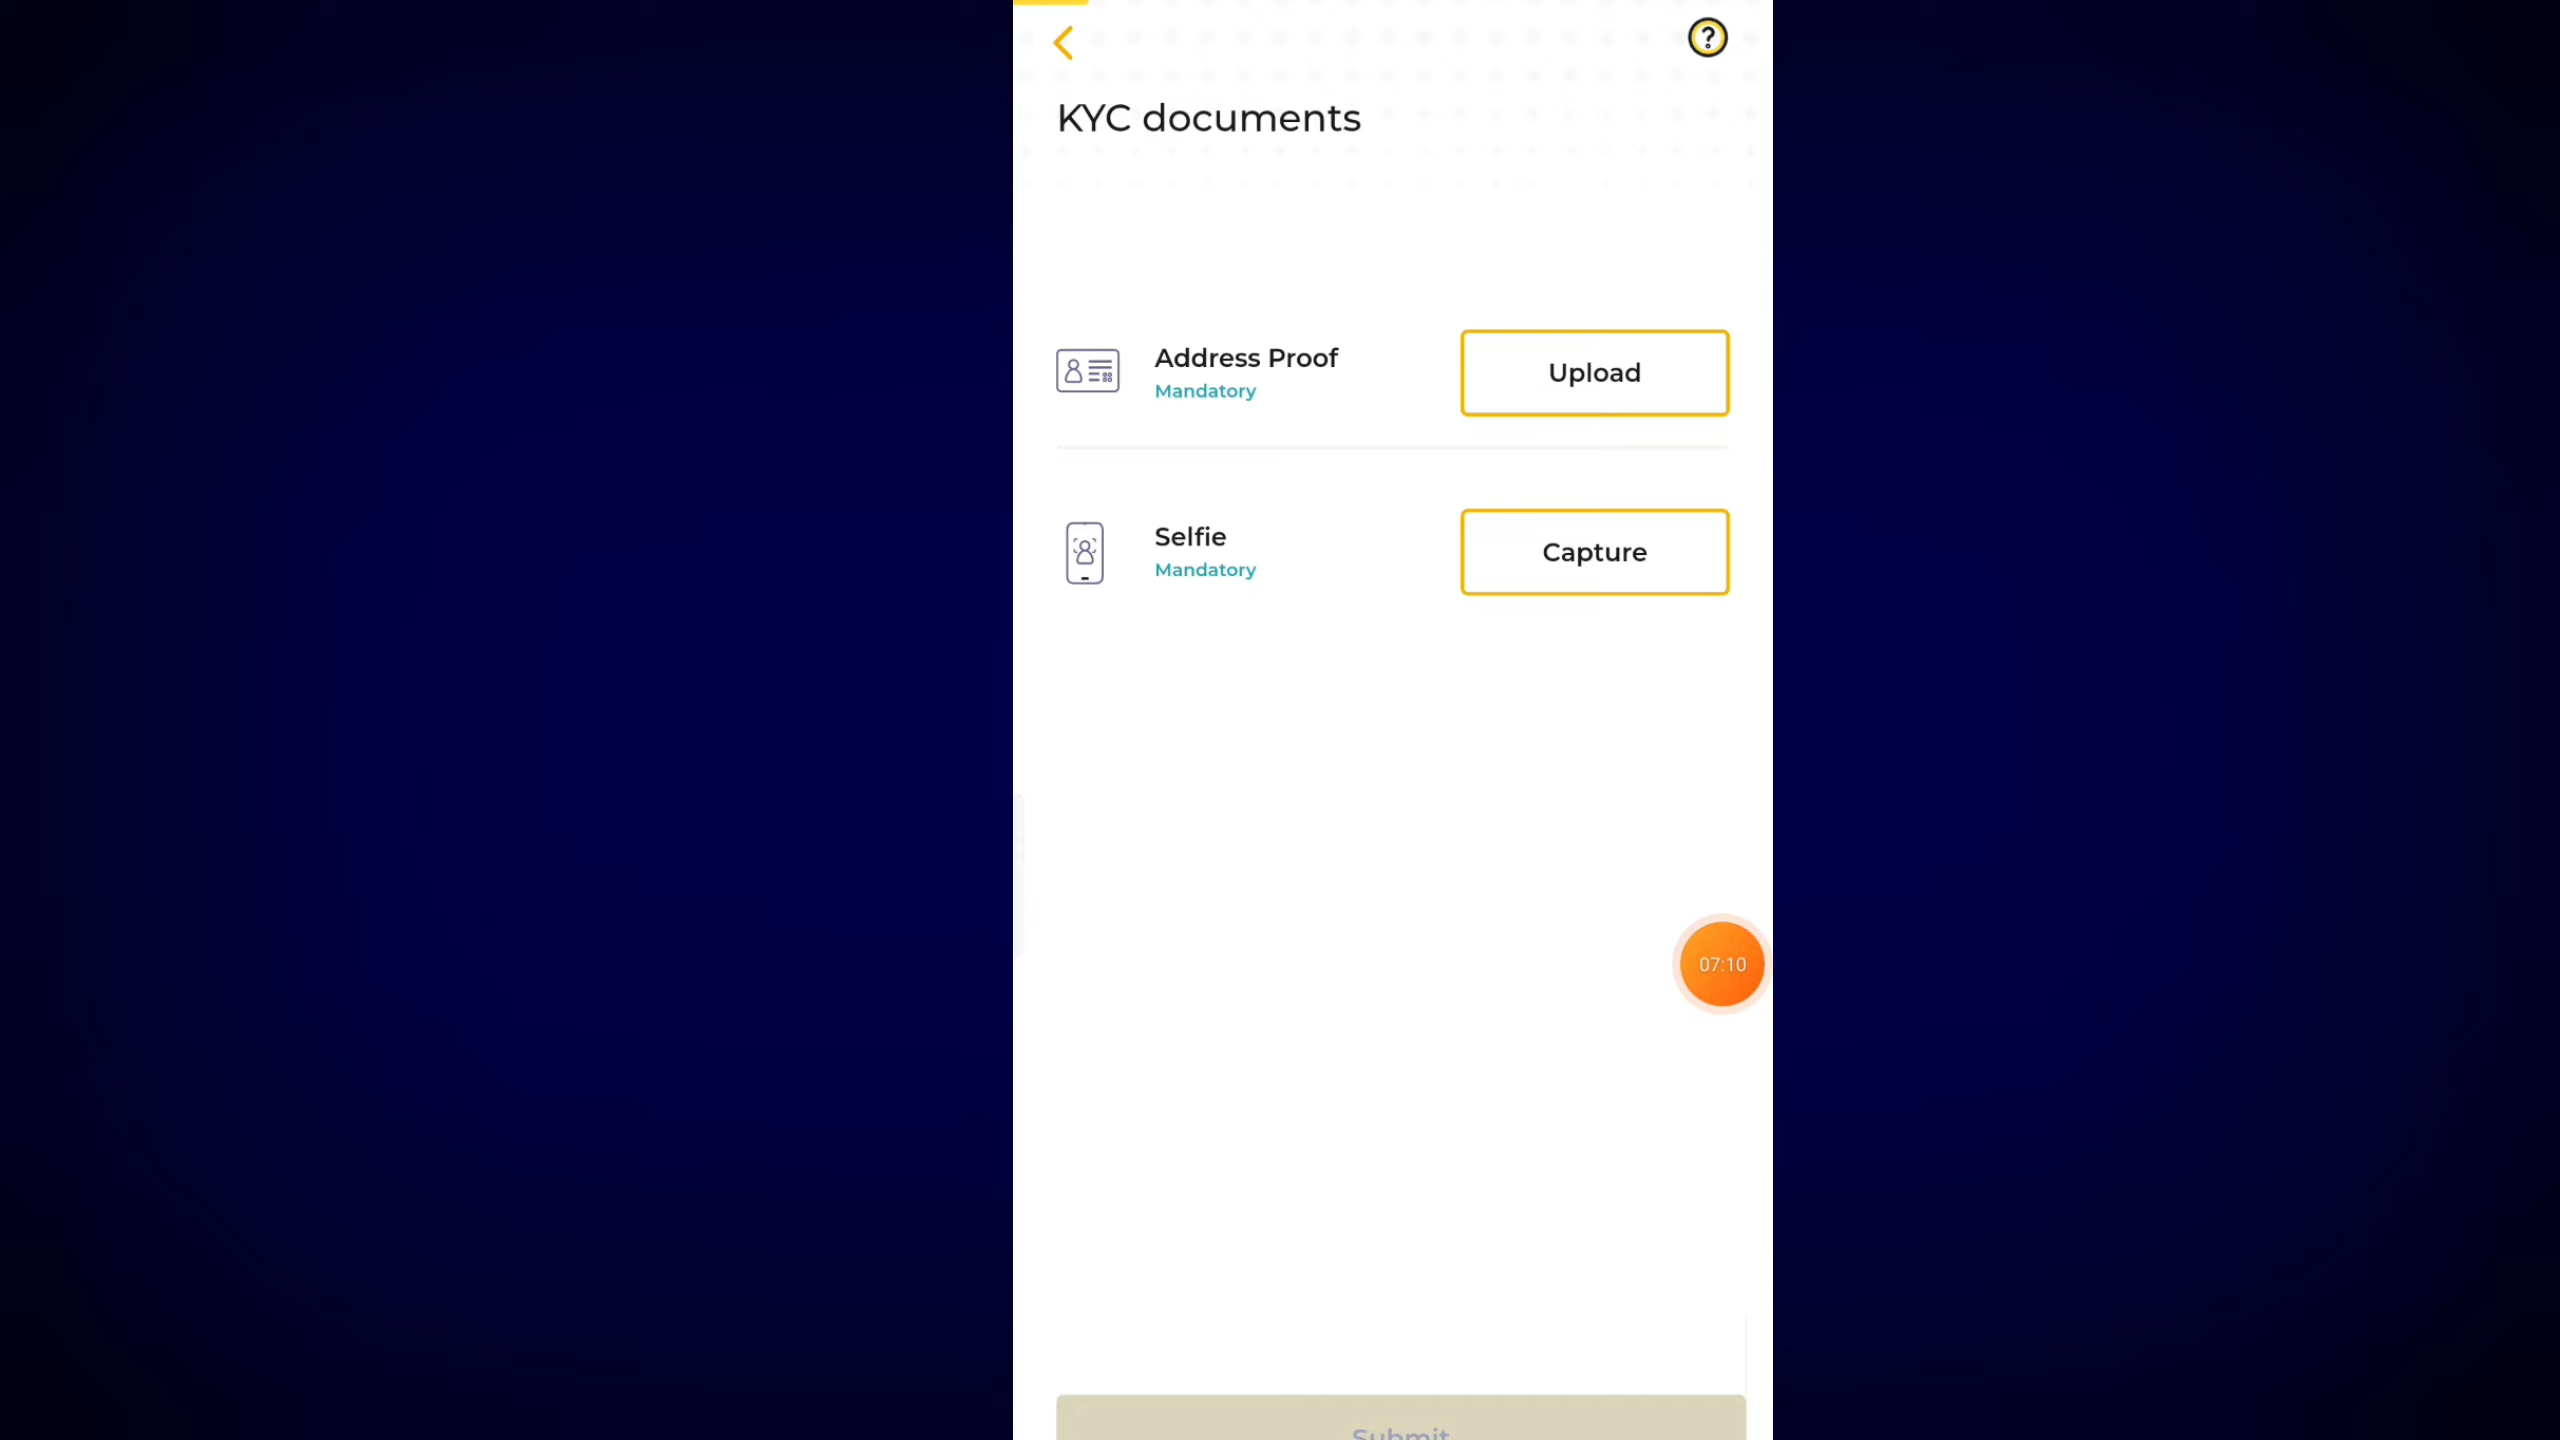 ?
KYC documents
Address Proof
Mandatory
Upload
Selfie
Mandatory
Capture
07:10
Submit